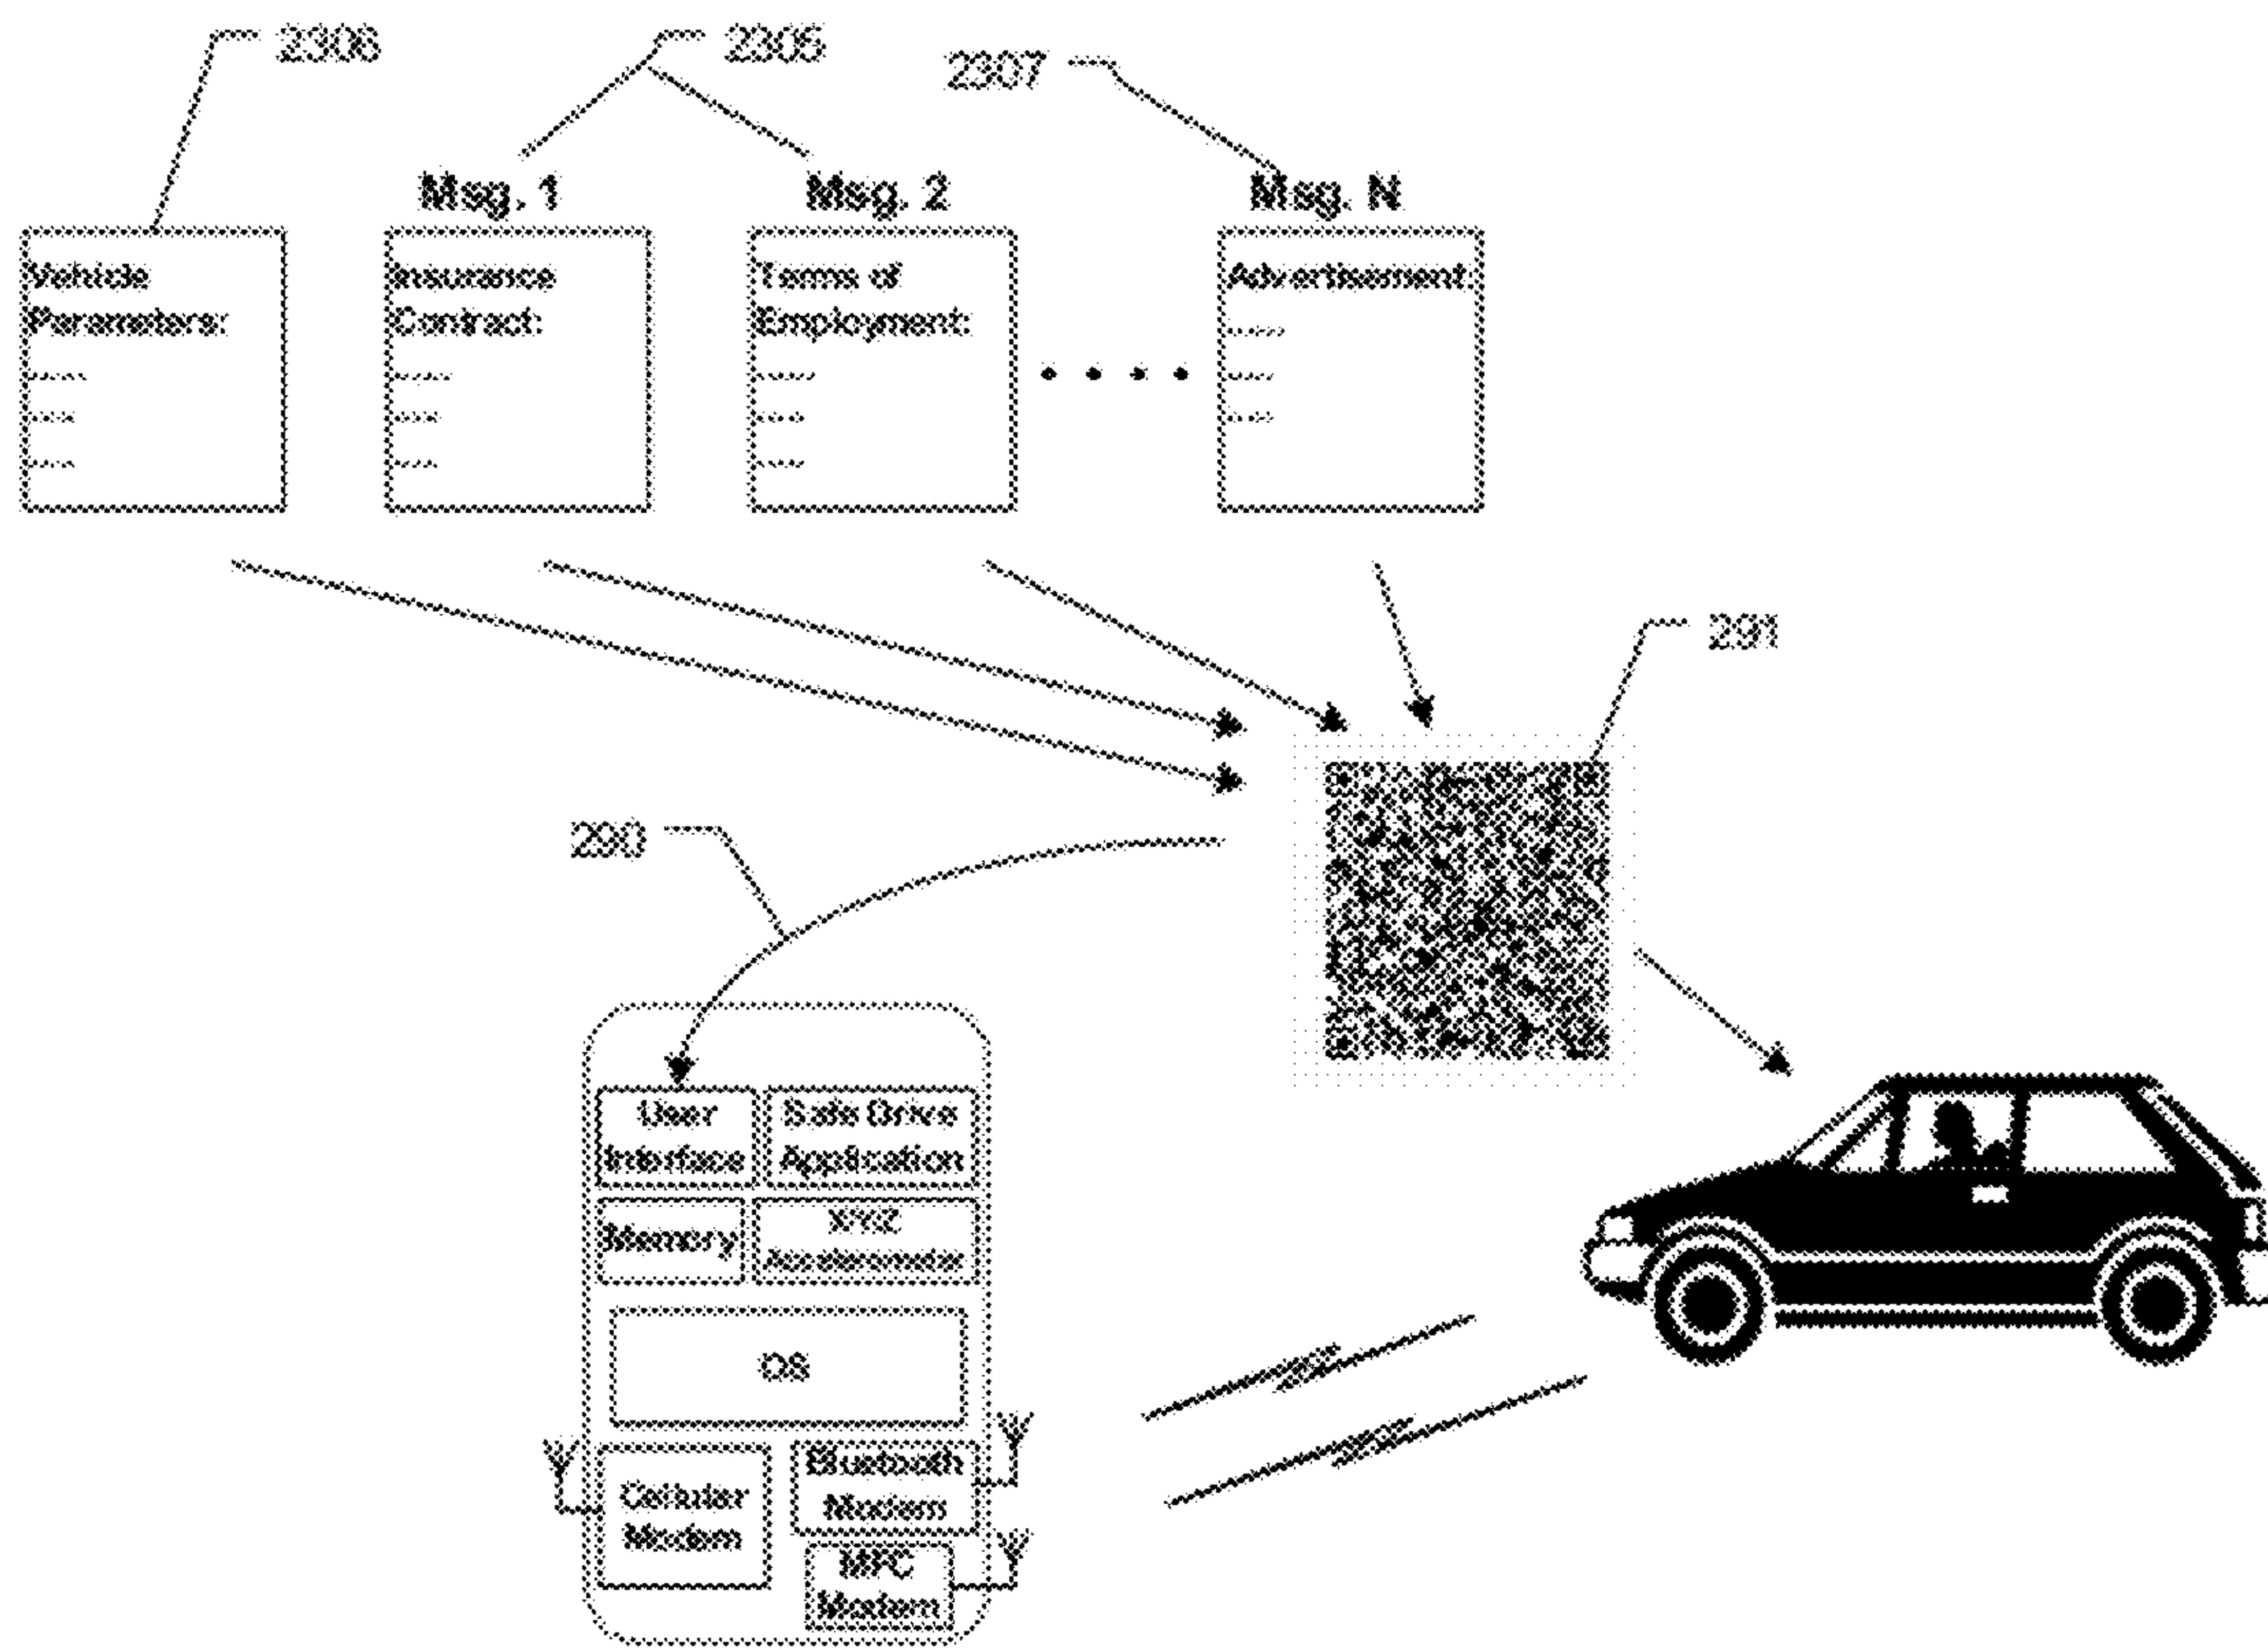 2306
2305
2307
Msg. 1
Msg. 2
Msg. N
Vehicle
Parameters:
Insurance
Contract:
Terms of
Employment:
Advertisement:
291
290
User
Interface
Safe Drive
Application
Memory
XYZ
Accelerometer
OS
Cellular
Modem
Bluetooth
Modem
Modem